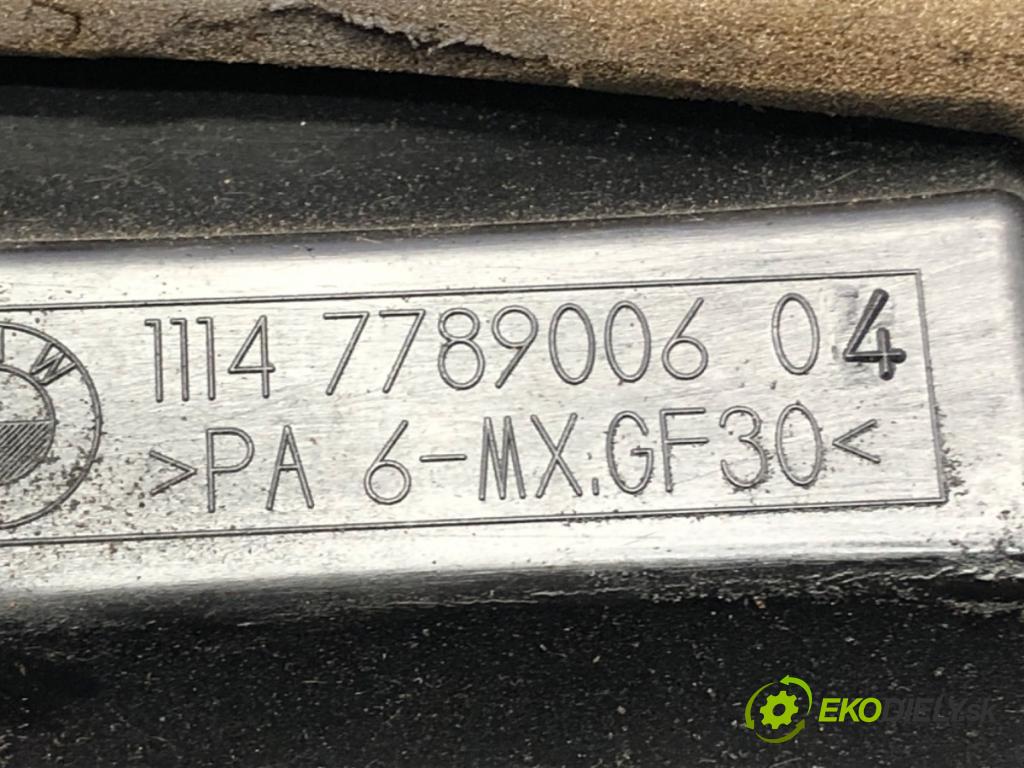 1114 7789006 04
>PA 6-MX.GF30<
EKODIELY.sk